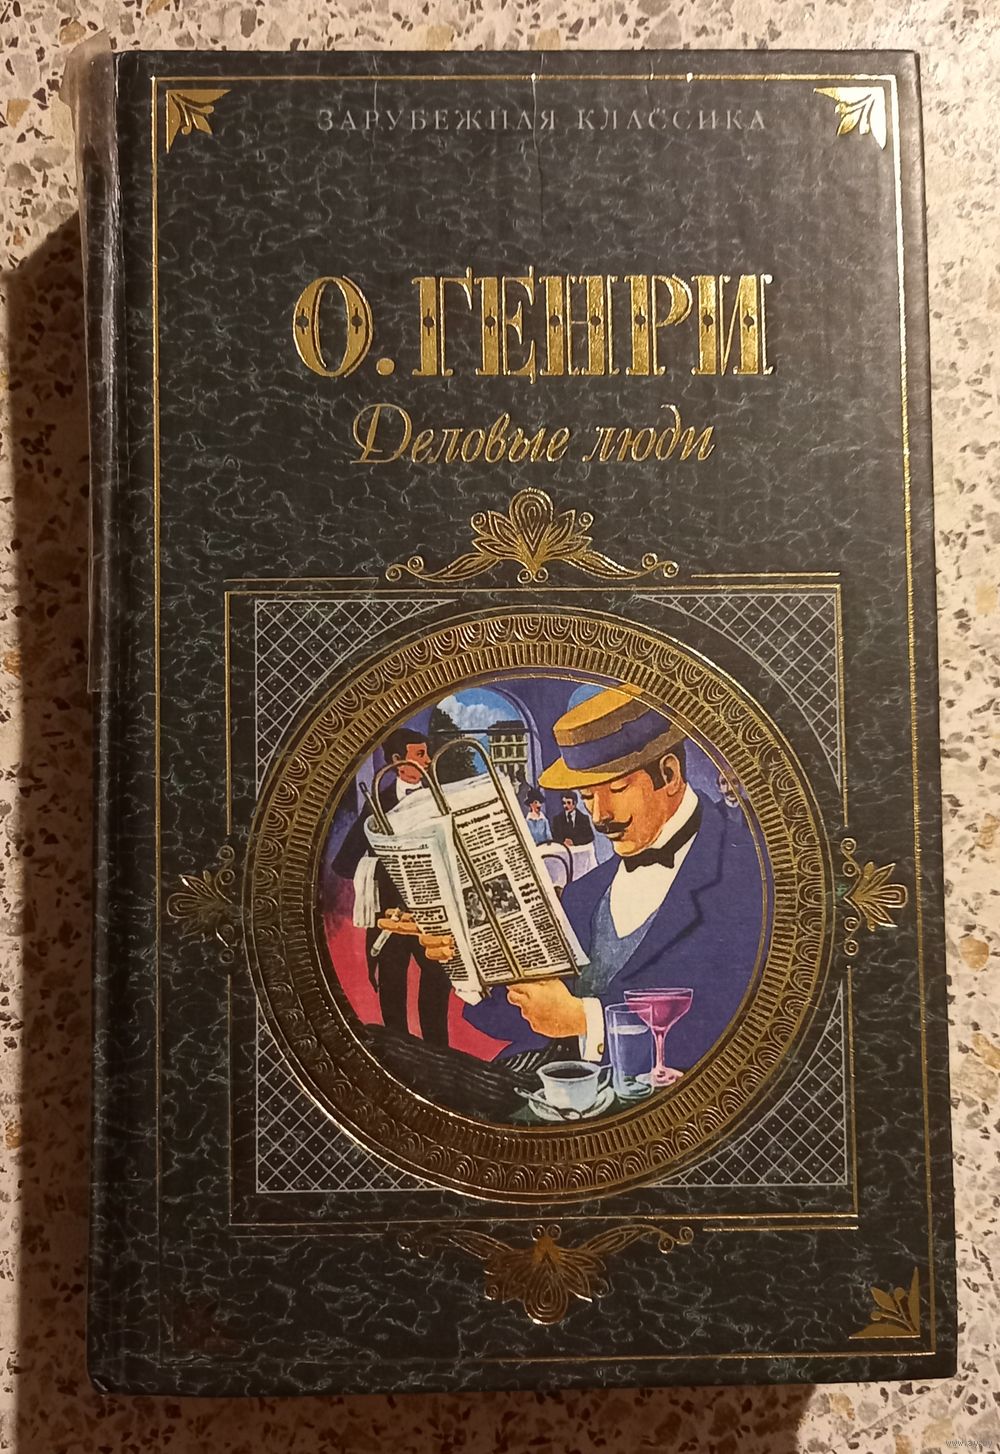 ЗАРУБЕЖНАЯ КЛАССИКА
О. ГЕНРИ
Деловые люди